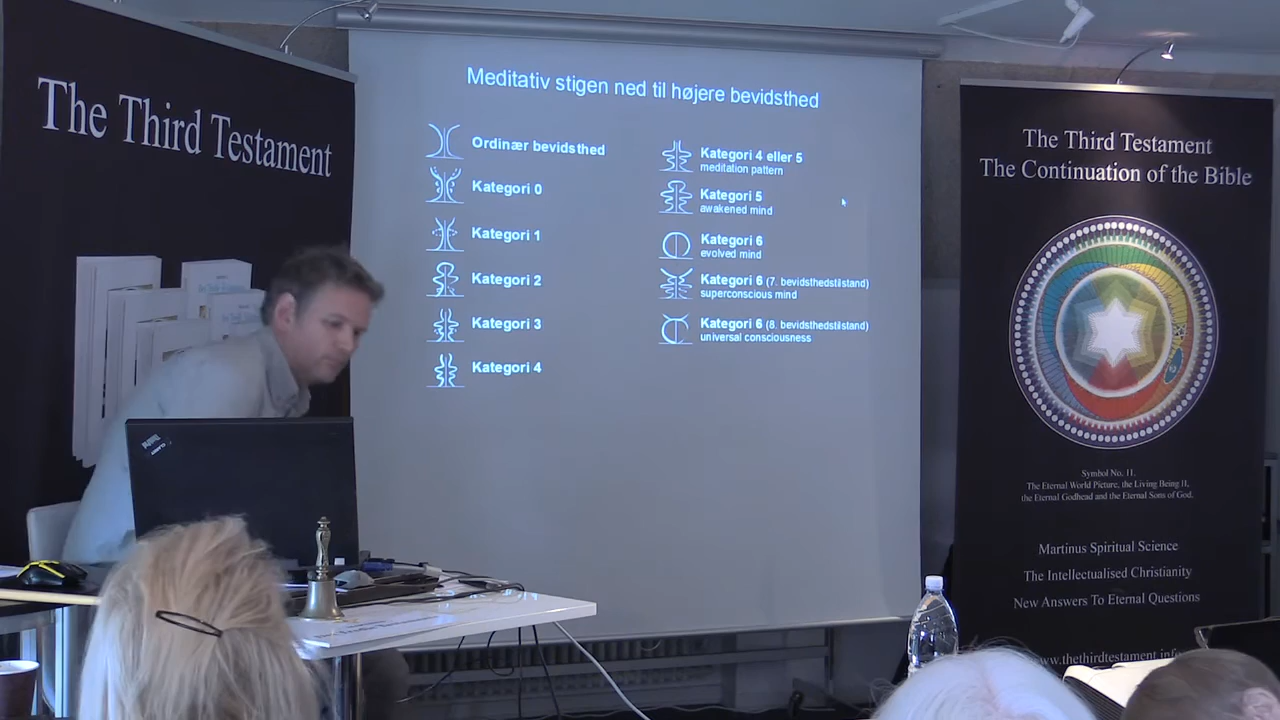 The Third Testament
Meditativ stigen ned til højere bevidsthed
Ordinær bevidsthed
Kategori 0
Kategori 1
Kategori 2
Kategori 3
Kategori 4
Kategori 4 eller 5
meditation pattern
Kategori 5
awakened mind
Kategori 6
evolved mind
Kategori 6 (7. bevidsthedstilstand)
superconscious mind
Kategori 6 (8. bevidsthedstilstand)
universal consciousness
The Third Testament
The Continuation of the Bible
Symbol No. 11.
The Eternal World Picture, the Living Being II,
the Eternal Godhead and the Eternal Sons of God.
Martinus Spiritual Science
The Intellectualised Christianity
New Answers To Eternal Questions
www.thethirdtestament.info